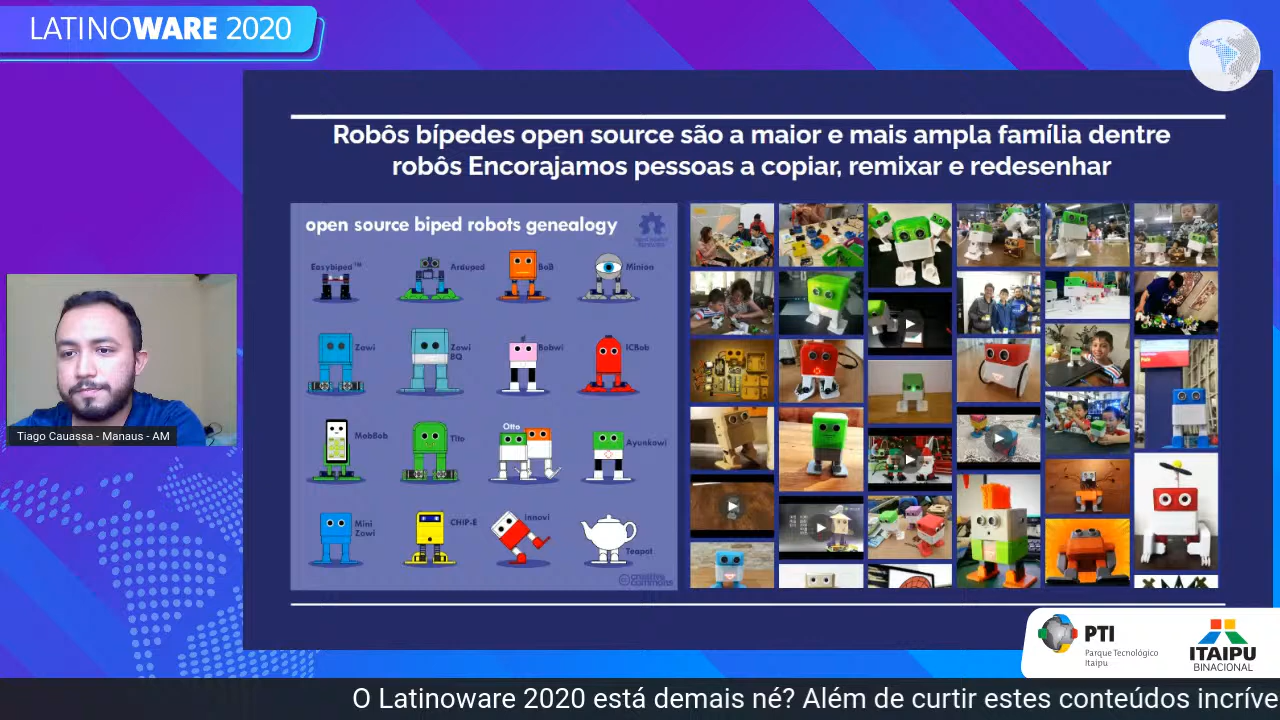 LATINOWARE 2020
Robôs bípedes open source são a maior e mais ampla família dentre
robôs Encorajamos pessoas a copiar, remixar e redesenhar
open source biped robots genealogy
Easybiped™
Arduped
BoB
Minion
Zowi
Zowi
BQ
Bobwi
ICBob
MobBob
Tito
Otto
Ayunkowi
Mini
Zowi
CHIP-E
Innovi
Teapot
creative
commons
Tiago Cauassa - Manaus - AM
PTI
Parque Tecnológico
Itaipu
ITAIPU
BINACIONAL
O Latinoware 2020 está demais né? Além de curtir estes conteúdos incríve